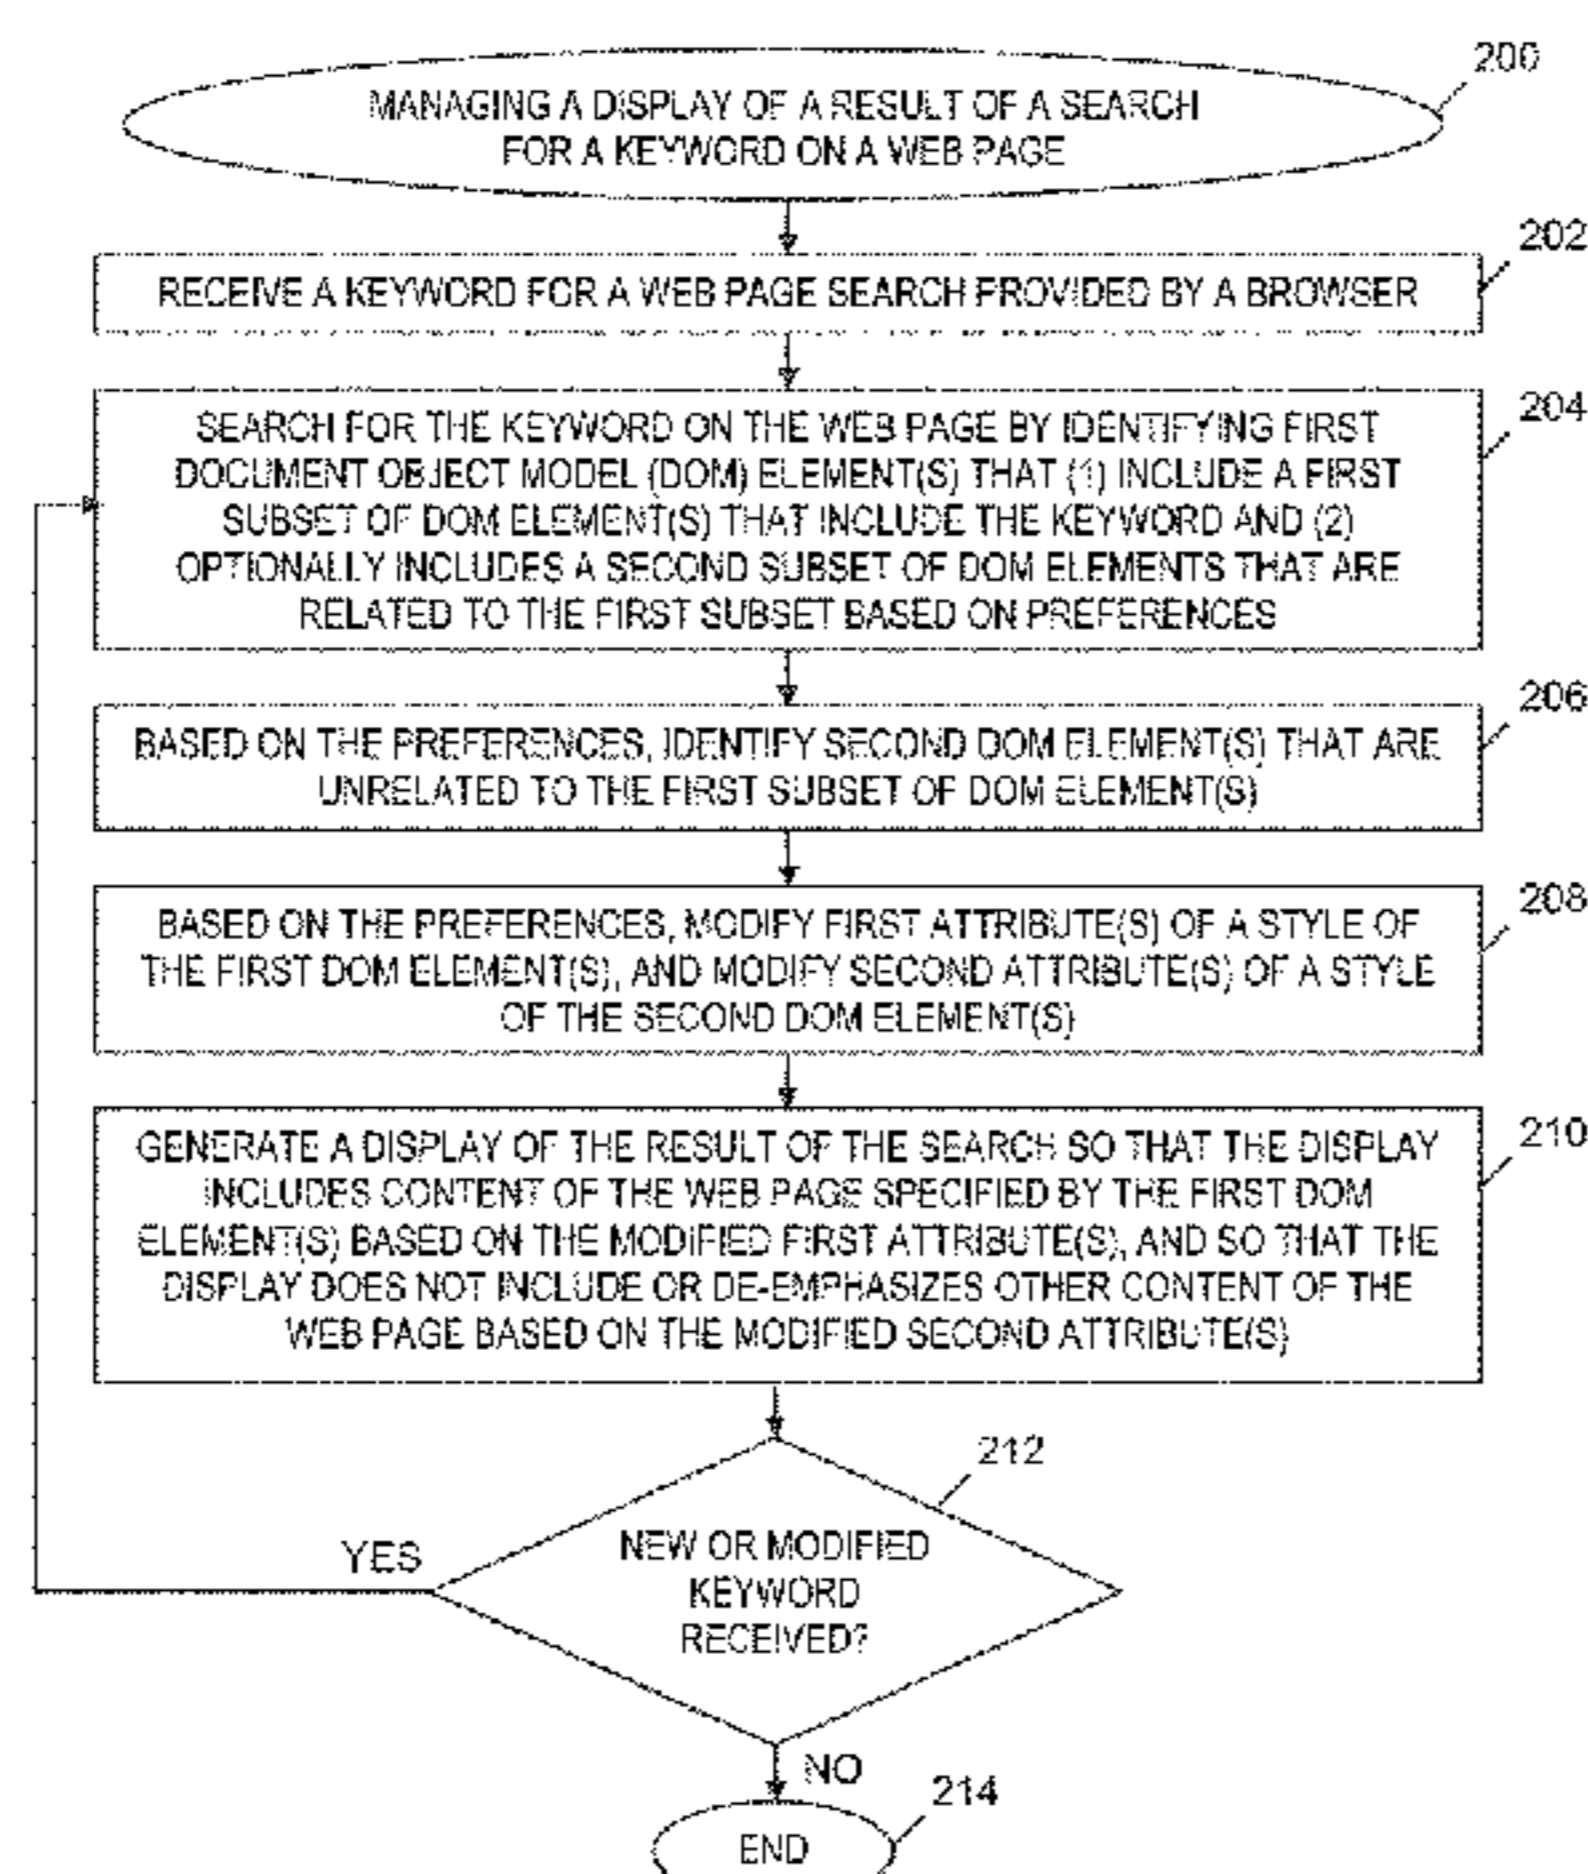 200
MANAGING A DISPLAY OF A RESULT OF A SEARCH
FOR A KEYWORD ON A WEB PAGE
202
RECEIVE A KEYWORD FOR A WEB PAGE SEARCH PROVIDED BY A BROWSER
204
SEARCH FOR THE KEYWORD ON THE WEB PAGE BY IDENTIFYING FIRST
DOCUMENT OBJECT MODEL (DOM) ELEMENT(S) THAT (1) INCLUDE A FIRST
SUBSET OF DOM ELEMENT(S) THAT INCLUDE THE KEYWORD AND (2)
OPTIONALLY INCLUDES A SECOND SUBSET OF DOM ELEMENTS THAT ARE
RELATED TO THE FIRST SUBSET BASED ON PREFERENCES
206
BASED ON THE PREFERENCES, IDENTIFY SECOND DOM ELEMENT(S) THAT ARE
UNRELATED TO THE FIRST SUBSET OF DOM ELEMENT(S)
208
BASED ON THE PREFERENCES, MODIFY FIRST ATTRIBUTE(S) OF A STYLE OF
THE FIRST DOM ELEMENT(S), AND MODIFY SECOND ATTRIBUTE(S) OF A STYLE
OF THE SECOND DOM ELEMENT(S)
210
GENERATE A DISPLAY OF THE RESULT OF THE SEARCH SO THAT THE DISPLAY
INCLUDES CONTENT OF THE WEB PAGE SPECIFIED BY THE FIRST DOM
ELEMENT(S) BASED ON THE MODIFIED FIRST ATTRIBUTE(S), AND SO THAT THE
DISPLAY DOES NOT INCLUDE OR DE-EMPHASIZES OTHER CONTENT OF THE
WEB PAGE BASED ON THE MODIFIED SECOND ATTRIBUTE(S)
212
YES
NEW OR MODIFIED
KEYWORD
RECEIVED?
NO
214
END